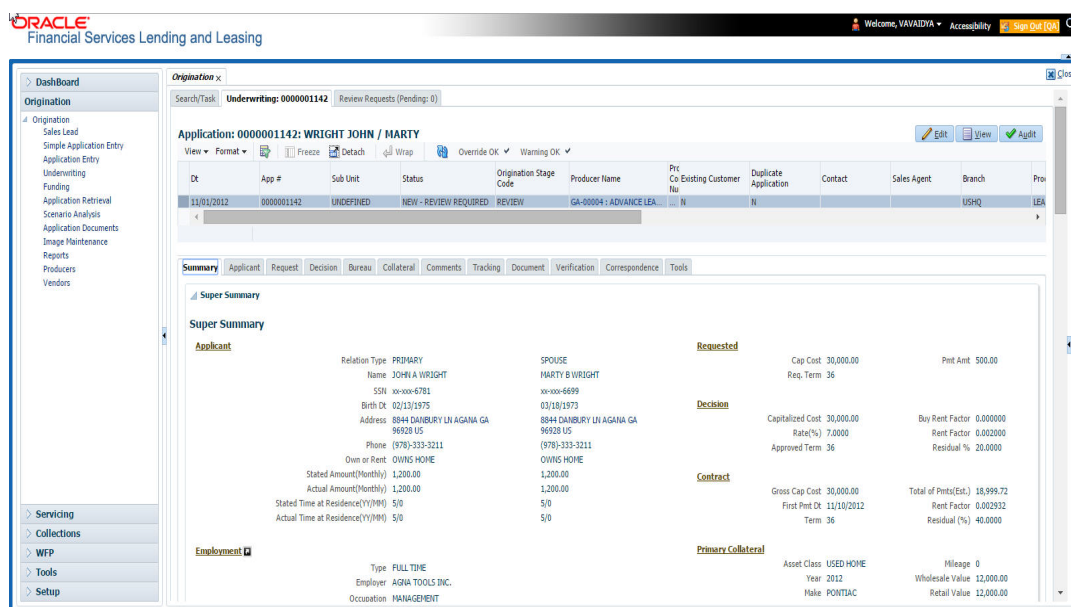 ORACLE
Financial Services Lending and Leasing
Welcome, VAVAIDYA Accessibility Sign Out [QA]
DashBoard
Origination
Origination
Sales Lead
Simple Application Entry
Application Entry
Underwriting
Funding
Application Retrieval
Scenario Analysis
Application Documents
Image Maintenance
Reports
Producers
Vendors
Servicing
Collections
WFP
Tools
Setup
Origination x
Clos
Search/Task Underwriting: 0000001142 Review Requests (Pending: 0)
Application: 0000001142: WRIGHT JOHN / MARTY
Edit View Audit
View Format Freeze Detach Wrap Override OK Warning OK
Dt App # Sub Unit Status Origination Stage Code Producer Name Prc Co Nu Existing Customer Duplicate Application Contact Sales Agent Branch Pro
11/01/2012 0000001142 UNDEFINED NEW - REVIEW REQUIRED REVIEW GA-00004 : ADVANCE LEA... ... N N USHQ LEA
Summary Applicant Request Decision Bureau Collateral Comments Tracking Document Verification Correspondence Tools
Super Summary
Super Summary
Applicant
Relation Type PRIMARY SPOUSE
Name JOHN A WRIGHT MARTY B WRIGHT
SSN xx-xxx-6781 xx-xxx-6699
Birth Dt 02/13/1975 03/18/1973
Address 8844 DANBURY LN AGANA GA 8844 DANBURY LN AGANA GA
96928 US 96928 US
Phone (978)-333-3211 (978)-333-3211
Own or Rent OWNS HOME OWNS HOME
Stated Amount(Monthly) 1,200.00 1,200.00
Actual Amount(Monthly) 1,200.00 1,200.00
Stated Time at Residence(YY/MM) 5/0 5/0
Actual Time at Residence(YY/MM) 5/0 5/0
Employment
Type FULL TIME
Employer AGNA TOOLS INC.
Occupation MANAGEMENT
Requested
Cap Cost 30,000.00 Pmt Amt 500.00
Req. Term 36
Decision
Capitalized Cost 30,000.00 Buy Rent Factor 0.000000
Rate(%) 7.0000 Rent Factor 0.002000
Approved Term 36 Residual % 20.0000
Contract
Gross Cap Cost 30,000.00 Total of Pmts(Est.) 18,999.72
First Pmt Dt 11/10/2012 Rent Factor 0.002932
Term 36 Residual (%) 40.0000
Primary Collateral
Asset Class USED HOME Mileage 0
Year 2012 Wholesale Value 12,000.00
Make PONTIAC Retail Value 12,000.00